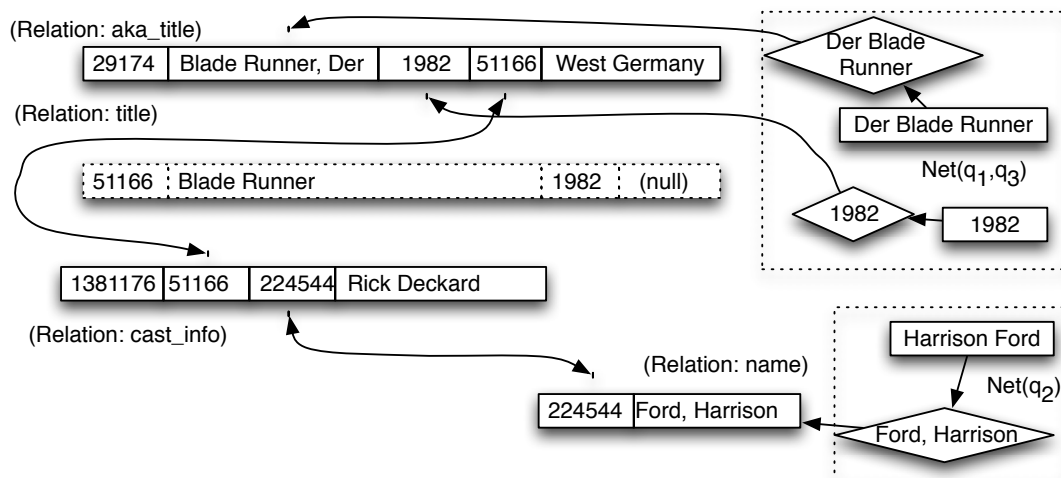 (Relation: aka_title)
29174 Blade Runner, Der 1982 51166 West Germany
Der Blade
Runner
Der Blade Runner
(Relation: title)
Net(q1,q3)
51166 Blade Runner 1982 (null)
1982
1982
1381176 51166 224544 Rick Deckard
(Relation: cast_info)
Harrison Ford
(Relation: name)
Net(q2)
224544 Ford, Harrison
Ford, Harrison